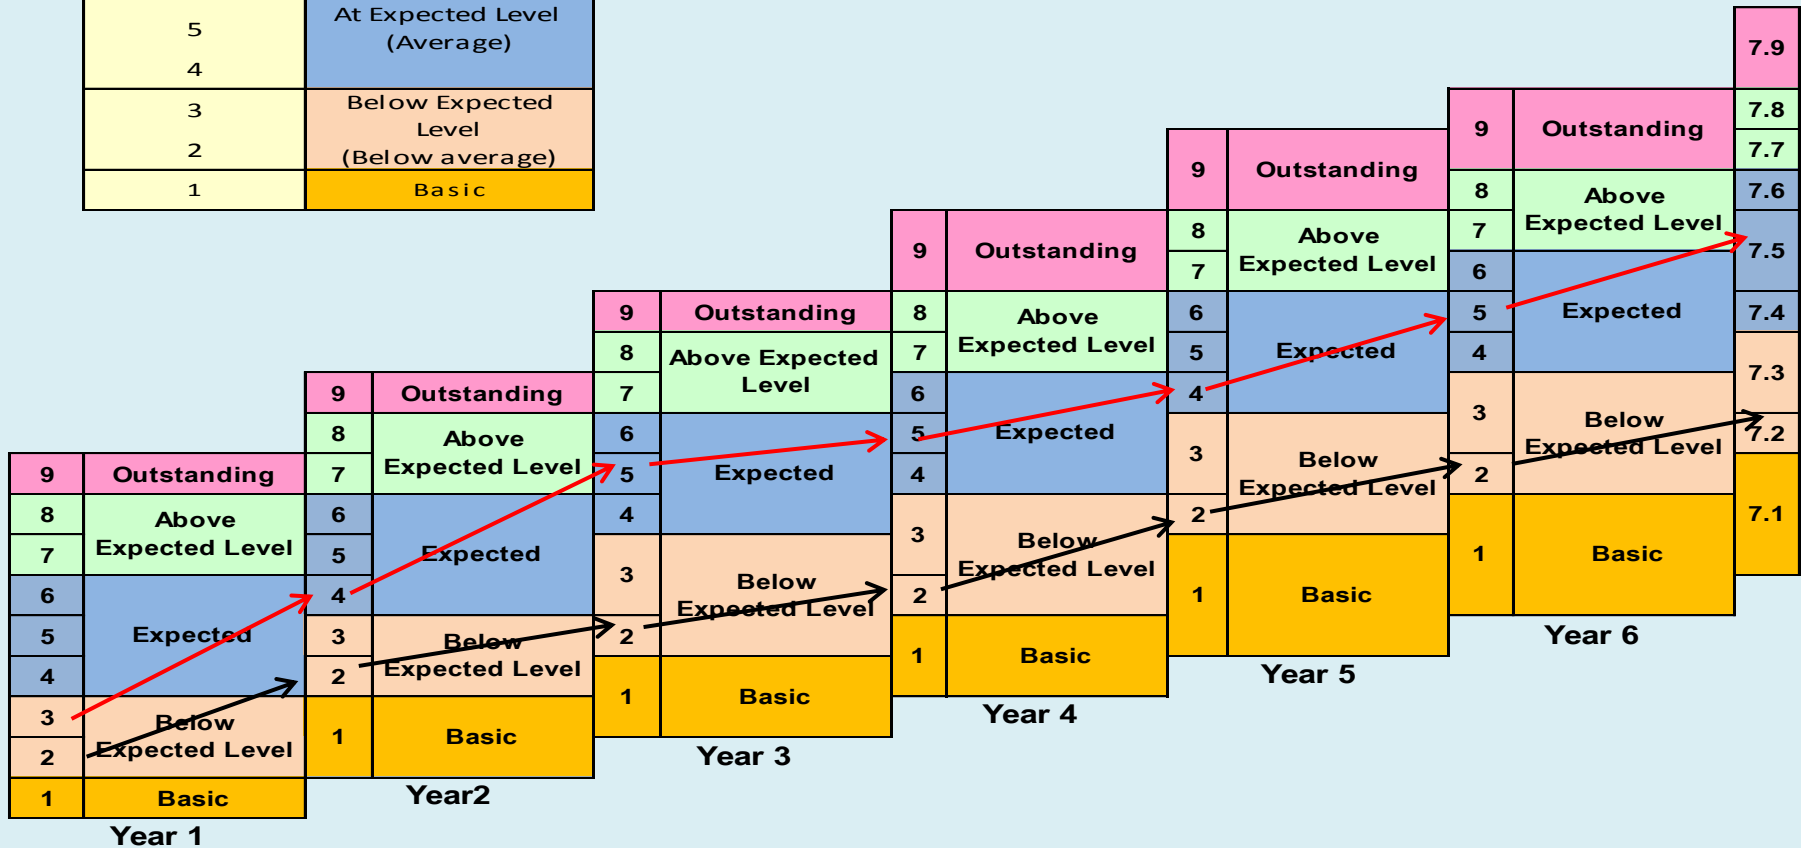 5
4
At Expected Level
(Average)
3
2
Below Expected
Level
(Below average)
1
Basic
9
Outstanding
8
7
Above
Expected Level
6
5
4
Expected
3
2
Below
Expected Level
1
Basic
Year 1
9
Outstanding
8
7
Above
Expected Level
6
5
4
Expected
3
2
Below
Expected Level
1
Basic
Year2
9
Outstanding
8
7
Above Expected
Level
6
5
4
Expected
3
2
Below
Expected Level
1
Basic
Year 3
9
Outstanding
8
7
Above
Expected Level
6
5
4
Expected
3
2
Below
Expected Level
1
Basic
Year 4
9
Outstanding
8
7
Above
Expected Level
6
5
4
Expected
3
2
Below
Expected Level
1
Basic
Year 5
9
Outstanding
8
7
Above
Expected Level
6
5
4
Expected
3
2
Below
Expected Level
1
Basic
Year 6
7.9
7.8
7.7
7.6
7.5
7.4
7.3
7.2
7.1